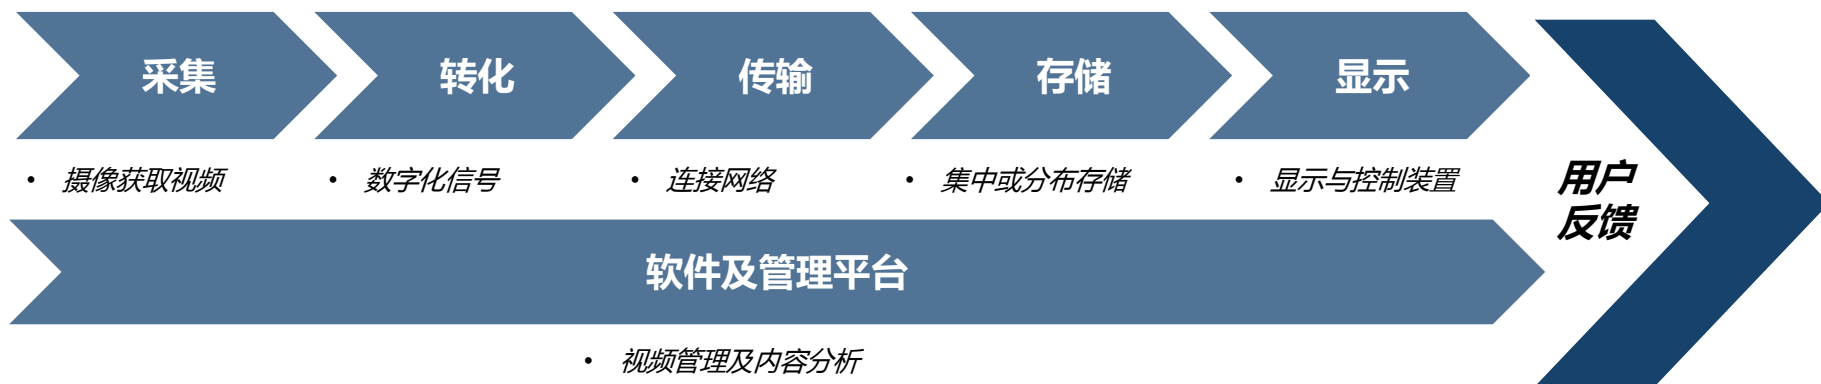 采集
转化
传输
存储
显示
• 摄像获取视频
• 数字化信号
• 连接网络
• 集中或分布存储
• 显示与控制装置
用户
反馈
软件及管理平台
• 视频管理及内容分析